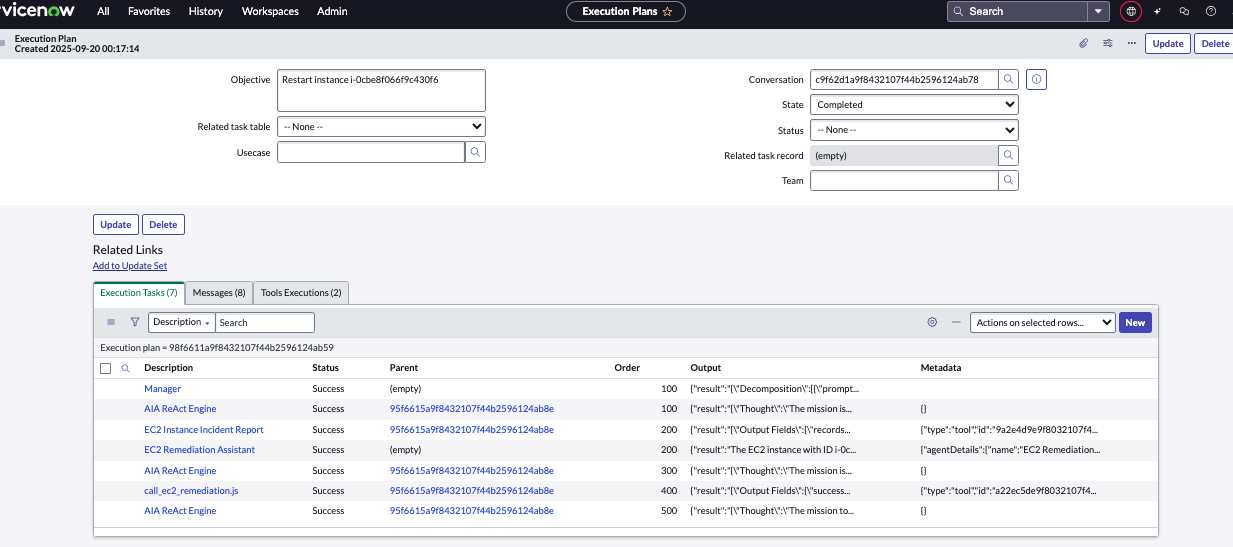 vicenow All Favorites History Workspaces Admin Execution Plans Search
Execution Plan
Created 2025-09-20 00:17:14
Update Delete
Objective Restart instance i-0cbe8f066f9c430f6
Conversation c9f62d1a9f8432107f44b2596124ab78
State Completed
Related task table -- None --
Status -- None --
Usecase
Related task record (empty)
Team
Update Delete
Related Links
Add to Update Set
Execution Tasks (7) Messages (8) Tools Executions (2)
Description Search Actions on selected rows... New
Execution plan = 98f6611a9f8432107f44b2596124ab59
Description Status Parent Order Output Metadata
Manager Success (empty) 100 {"result":"{\"Decomposition\":[{\"prompt...
AIA ReAct Engine Success 95f6615a9f8432107f44b2596124ab8e 100 {"result":"{\"Thought\":\"The mission is... {}
EC2 Instance Incident Report Success 95f6615a9f8432107f44b2596124ab8e 200 {"result":"{\"Output Fields\":{\"records... {"type":"tool","id":"9a2e4d9e9f8032107f4...
EC2 Remediation Assistant Success (empty) 200 {"result":"The EC2 instance with ID i-0c... {"agentDetails":{"name":"EC2 Remediation...
AIA ReAct Engine Success 95f6615a9f8432107f44b2596124ab8e 300 {"result":"{\"Thought\":\"The mission is... {}
call_ec2_remediation.js Success 95f6615a9f8432107f44b2596124ab8e 400 {"result":"{\"Output Fields\":{\"success... {"type":"tool","id":"a22ec5de9f8032107f4...
AIA ReAct Engine Success 95f6615a9f8432107f44b2596124ab8e 500 {"result":"{\"Thought\":\"The mission to... {}